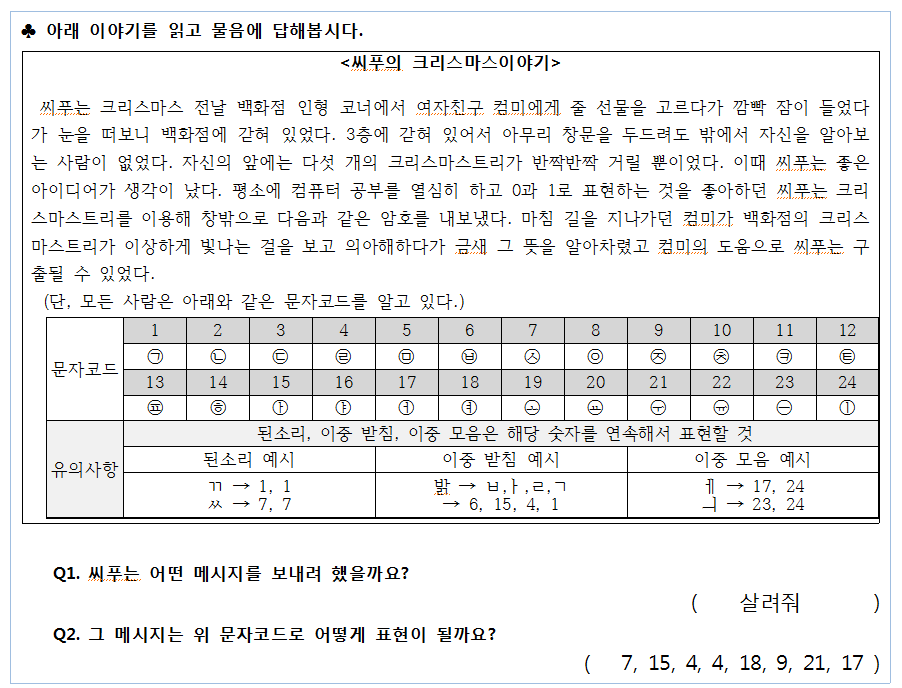 ♣ 아래 이야기를 읽고 물음에 답해봅시다.
<씨푸의 크리스마스이야기>
씨푸는 크리스마스 전날 백화점 인형 코너에서 여자친구 컴미에게 줄 선물을 고르다가 깜빡 잠이 들었다
가 눈을 떠보니 백화점에 갇혀 있었다. 3층에 갇혀 있어서 아무리 창문을 두드려도 밖에서 자신을 알아보
는 사람이 없었다. 자신의 앞에는 다섯 개의 크리스마스트리가 반짝반짝 거릴 뿐이었다. 이때 씨푸는 좋은
아이디어가 생각이 났다. 평소에 컴퓨터 공부를 열심히 하고 0과 1로 표현하는 것을 좋아하던 씨푸는 크리
스마스트리를 이용해 창밖으로 다음과 같은 암호를 내보냈다. 마침 길을 지나가던 컴미가 백화점의 크리스
마스트리가 이상하게 빛나는 걸을 보고 의아해하다가 금새 그 뜻을 알아차렸고 컴미의 도움으로 씨푸는 구
출될 수 있었다.
(단, 모든 사람은 아래와 같은 문자코드를 알고 있다.)
문자코드
1 2 3 4 5 6 7 8 9 10 11 12
㉠ ㉡ ㉢ ㉣ ㉤ ㉥ ㉦ ㉧ ㉨ ㉩ ㉪ ㉫
13 14 15 16 17 18 19 20 21 22 23 24
㉬ ㉭ ㅏ ㅑ ㅓ ㅕ ㅗ ㅛ ㅜ ㅠ ㅡ ㅣ
유의사항
된소리, 이중 받침, 이중 모음은 해당 숫자를 연속해서 표현할 것
된소리 예시 이중 받침 예시 이중 모음 예시
ㄲ → 1, 1 밝 → ㅂ,ㅏ,ㄹ,ㄱ ㅔ → 17, 24
ㅆ → 7, 7 → 6, 15, 4, 1 ㅢ → 23, 24
Q1. 씨푸는 어떤 메시지를 보내려 했을까요?
( 살려줘 )
Q2. 그 메시지는 위 문자코드로 어떻게 표현이 될까요?
( 7, 15, 4, 4, 18, 9, 21, 17 )